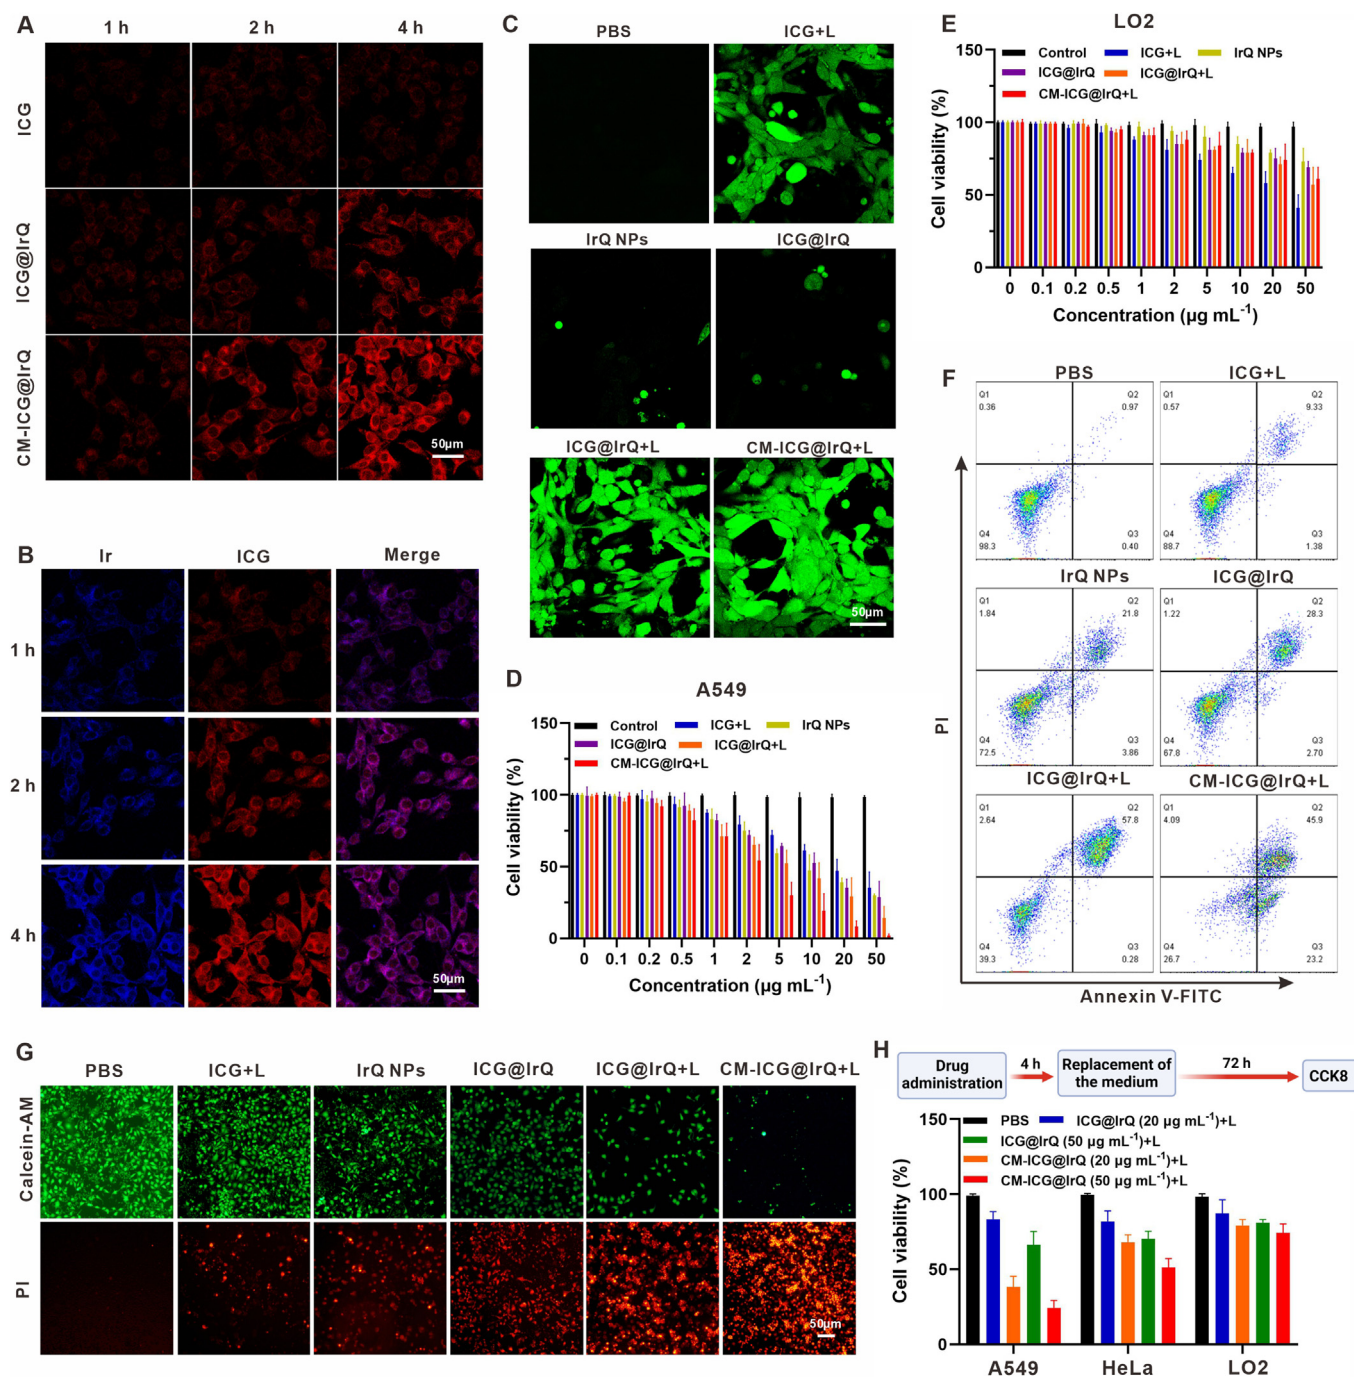 A
1 h 2 h 4 h
ICG
ICG@IrQ
CM-ICG@IrQ
50μm
B
Ir ICG Merge
1 h
2 h
4 h
50μm
C
PBS ICG+L
IrQ NPs ICG@IrQ
ICG@IrQ+L CM-ICG@IrQ+L
50μm
D
A549
Control ICG+L IrQ NPs
ICG@IrQ ICG@IrQ+L
CM-ICG@IrQ+L
Cell viability (%)
150
100
50
0
0 0.1 0.2 0.5 1 2 5 10 20 50
Concentration (μg mL⁻¹)
E
LO2
Control ICG+L IrQ NPs
ICG@IrQ ICG@IrQ+L
CM-ICG@IrQ+L
Cell viability (%)
150
100
50
0
0 0.1 0.2 0.5 1 2 5 10 20 50
Concentration (μg mL⁻¹)
F
PBS ICG+L
Q1 Q2 Q1 Q2
0.36 0.97 0.57 9.33
Q4 Q3 Q4 Q3
98.3 0.40 88.7 1.38
IrQ NPs ICG@IrQ
Q1 Q2 Q1 Q2
1.84 21.8 1.22 28.3
Q4 Q3 Q4 Q3
72.5 3.86 67.8 2.70
ICG@IrQ+L CM-ICG@IrQ+L
Q1 Q2 Q1 Q2
2.64 57.8 4.09 45.9
Q4 Q3 Q4 Q3
39.3 0.28 26.7 23.2
PI
Annexin V-FITC
G
PBS ICG+L IrQ NPs ICG@IrQ ICG@IrQ+L CM-ICG@IrQ+L
Calcein-AM
PI
50μm
H
Drug
administration
4 h
Replacement of
the medium
72 h
CCK8
PBS ICG@IrQ (20 μg mL⁻¹)+L
ICG@IrQ (50 μg mL⁻¹)+L
CM-ICG@IrQ (20 μg mL⁻¹)+L
CM-ICG@IrQ (50 μg mL⁻¹)+L
Cell viability (%)
150
100
50
0
A549 HeLa LO2